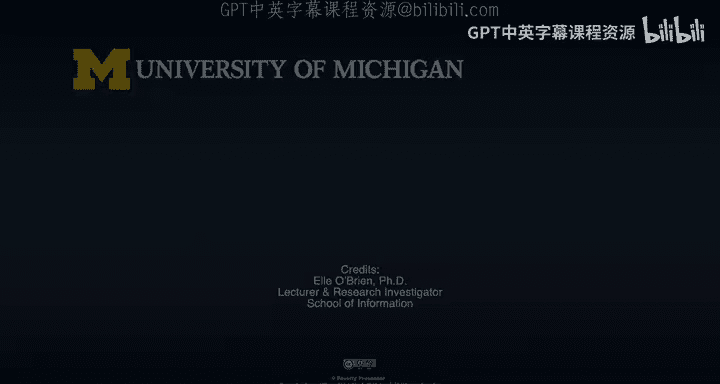 GPT中英字幕课程资源@bilibili.com
GPT中英字幕课程资源 bilibili
M UNIVERSITY OF MICHIGAN
Credits:
Elle O'Brien, Ph.D.
Lecturer & Research Investigator
School of Information